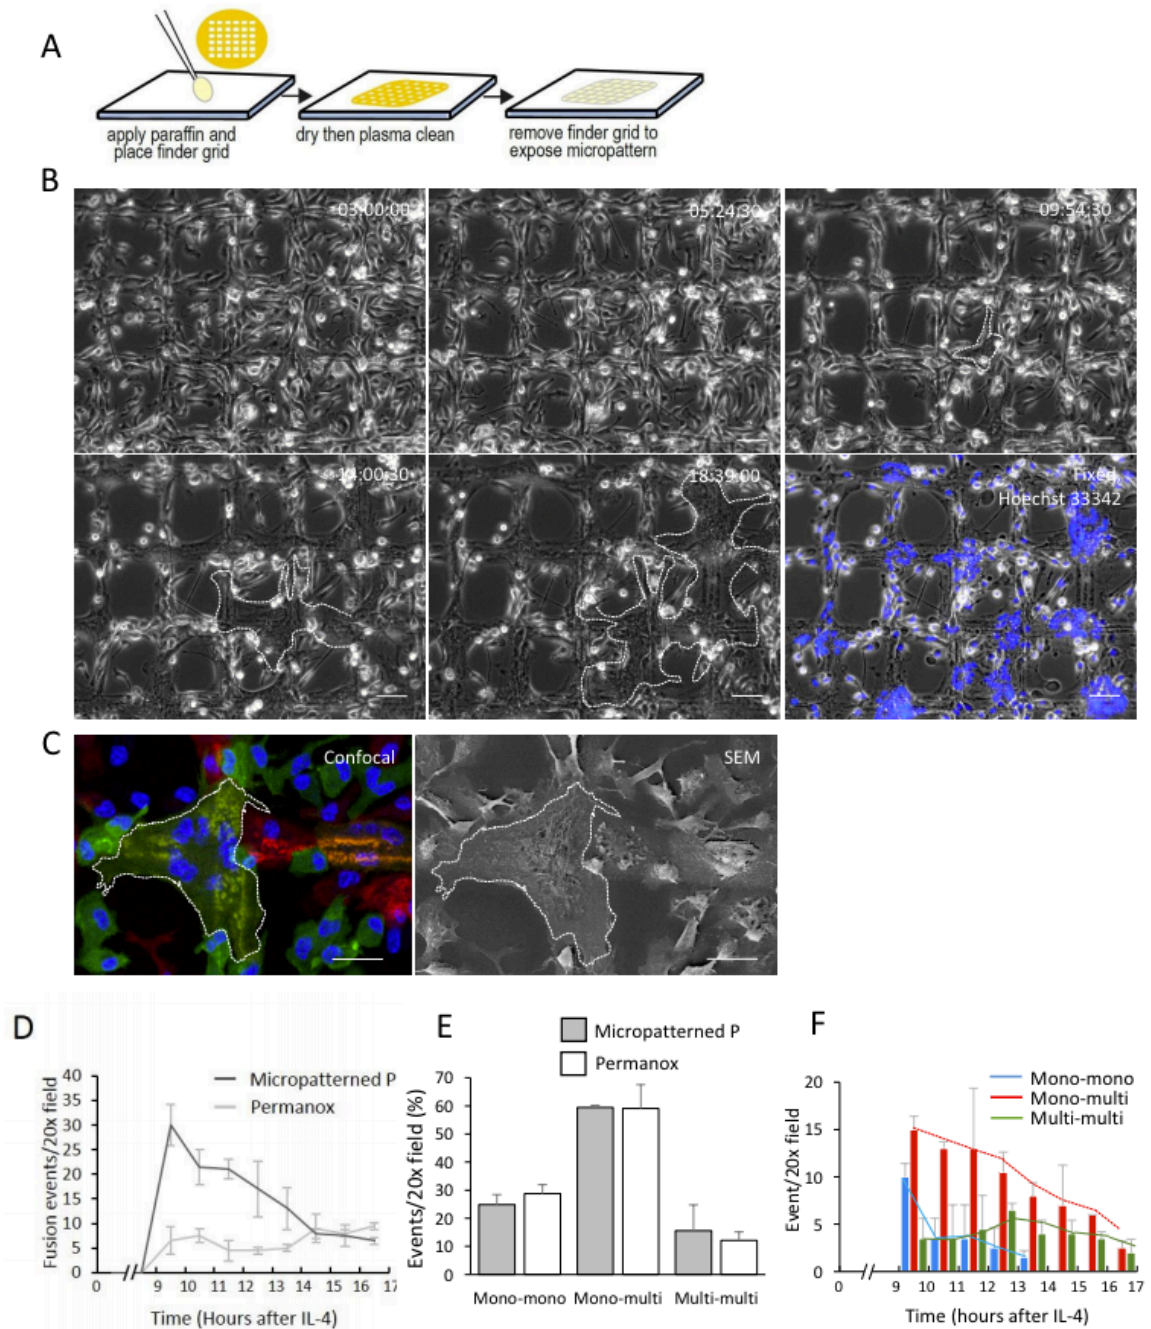 A
apply paraffin and
place finder grid
dry then plasma clean
remove finder grid to
expose micropattern
B
03:00:00
05:24:30
09:54:30
14:00:30
18:39:00
Fixed
Hoechst 33342
C
Confocal
SEM
D
Micropatterned P
Permanox
Fusion events/20x field
40
35
30
25
20
15
10
5
0
0
9
10
11
12
13
14
15
16
17
Time (Hours after IL-4)
E
Micropatterned P
Permanox
Events/20x field (%)
70
60
50
40
30
20
10
0
Mono-mono
Mono-multi
Multi-multi
F
Mono-mono
Mono-multi
Multi-multi
Event/20x field
20
15
10
5
0
0
9
10
11
12
13
14
15
16
17
Time (hours after IL-4)